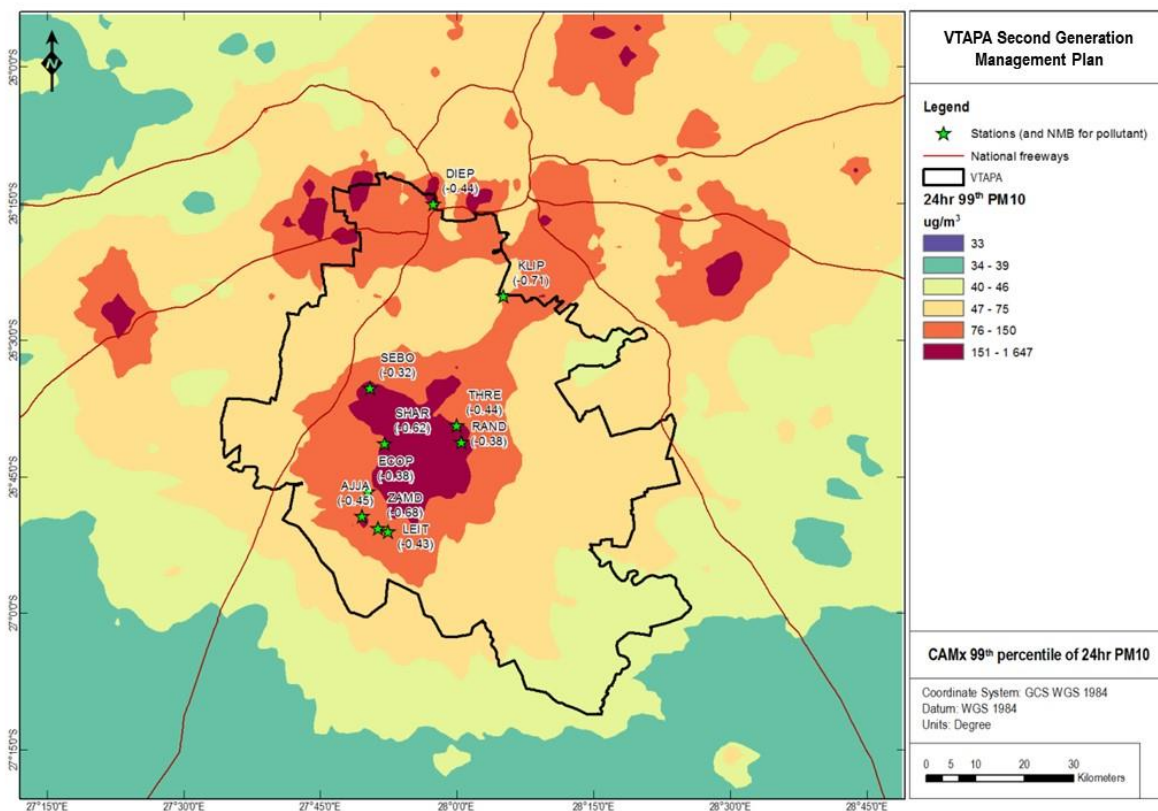 26°0'0"S
26°15'0"S
26°30'0"S
26°45'0"S
27°0'0"S
27°15'0"S
27°15'0"E
27°30'0"E
27°45'0"E
28°0'0"E
28°15'0"E
28°30'0"E
28°45'0"E
N
DIEP
(-0.44)
KLIP
(-0.71)
SEBO
(-0.32)
THRE
(-0.44)
SHAR
(-0.62)
RAND
(-0.38)
ECOP
(-0.38)
AJJA
(-0.45)
ZAMD
(-0.68)
LEIT
(-0.43)
VTAPA Second Generation
Management Plan
Legend
Stations (and NMB for pollutant)
National freeways
VTAPA
24hr 99th PM10
ug/m³
33
34 - 39
40 - 46
47 - 75
76 - 150
151 - 1 647
CAMx 99th percentile of 24hr PM10
Coordinate System: GCS WGS 1984
Datum: WGS 1984
Units: Degree
0 5 10 20 30
Kilometers